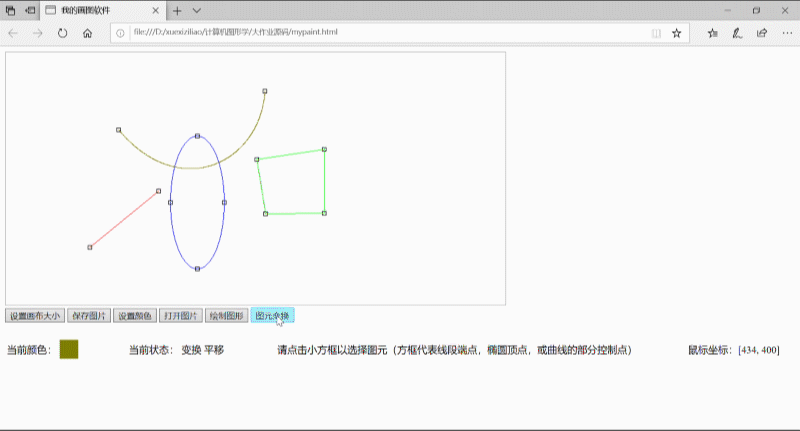 我的画图软件
file:///D:/xuexiziliao/计算机图形学/大作业源码/mypaint.html
设置画布大小 保存图片 设置颜色 打开图片 绘制图形 图元变换
当前颜色： 当前状态： 变换 平移 请点击小方框以选择图元（方框代表线段端点，椭圆顶点，或曲线的部分控制点） 鼠标坐标：[434, 400]